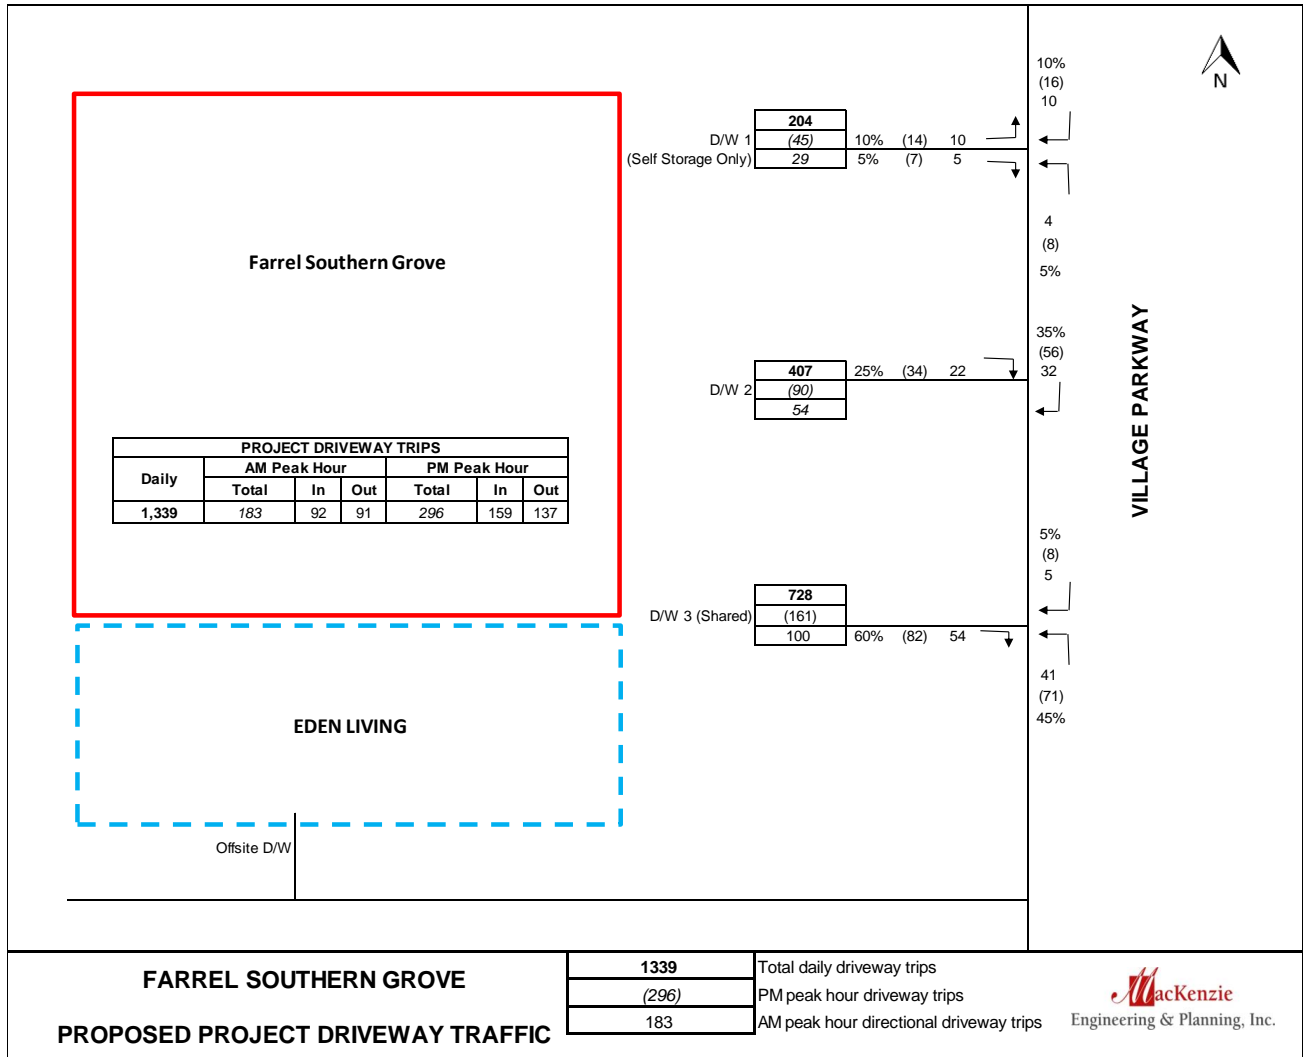 10%
(16)
10
N
204
D/W 1 (45) 10% (14) 10
(Self Storage Only) 29 5% (7) 5
4
(8)
5%
Farrel Southern Grove
VILLAGE PARKWAY
35%
(56)
407 25% (34) 22 32
D/W 2 (90)
54
PROJECT DRIVEWAY TRIPS
Daily AM Peak Hour PM Peak Hour
Total In Out Total In Out
1,339 183 92 91 296 159 137
5%
(8)
5
728
D/W 3 (Shared) (161)
100 60% (82) 54
41
(71)
45%
EDEN LIVING
Offsite D/W
FARREL SOUTHERN GROVE
PROPOSED PROJECT DRIVEWAY TRAFFIC
1339 Total daily driveway trips
(296) PM peak hour driveway trips
183 AM peak hour directional driveway trips
MacKenzie
Engineering & Planning, Inc.